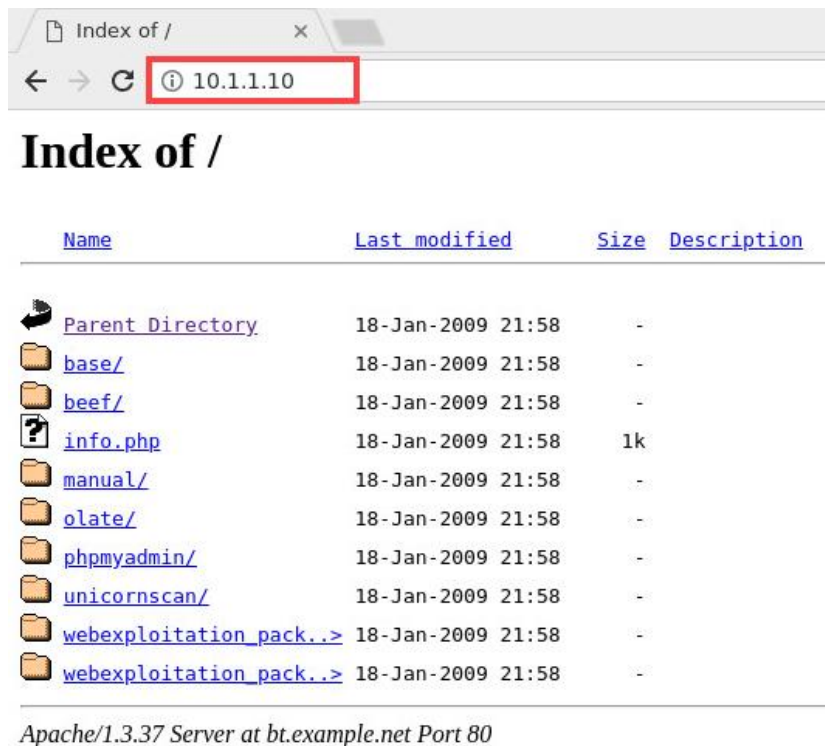 Index of /
10.1.1.10
Index of /
Name Last modified Size Description
Parent Directory 18-Jan-2009 21:58 -
base/ 18-Jan-2009 21:58 -
beef/ 18-Jan-2009 21:58 -
info.php 18-Jan-2009 21:58 1k
manual/ 18-Jan-2009 21:58 -
olate/ 18-Jan-2009 21:58 -
phpmyadmin/ 18-Jan-2009 21:58 -
unicornscan/ 18-Jan-2009 21:58 -
webexploitation_pack..> 18-Jan-2009 21:58 -
webexploitation_pack..> 18-Jan-2009 21:58 -
Apache/1.3.37 Server at bt.example.net Port 80